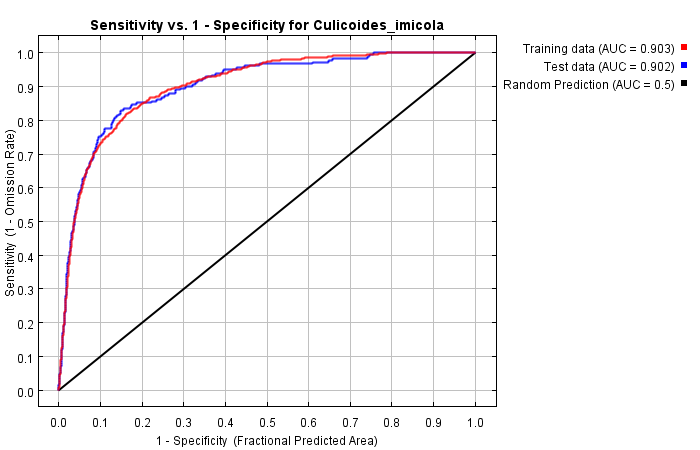 Sensitivity vs. 1 - Specificity for Culicoides_imicola
Training data (AUC = 0.903)
Test data (AUC = 0.902)
Random Prediction (AUC = 0.5)
Sensitivity (1 - Omission Rate)
1.0
0.9
0.8
0.7
0.6
0.5
0.4
0.3
0.2
0.1
0.0
0.0 0.1 0.2 0.3 0.4 0.5 0.6 0.7 0.8 0.9 1.0
1 - Specificity (Fractional Predicted Area)